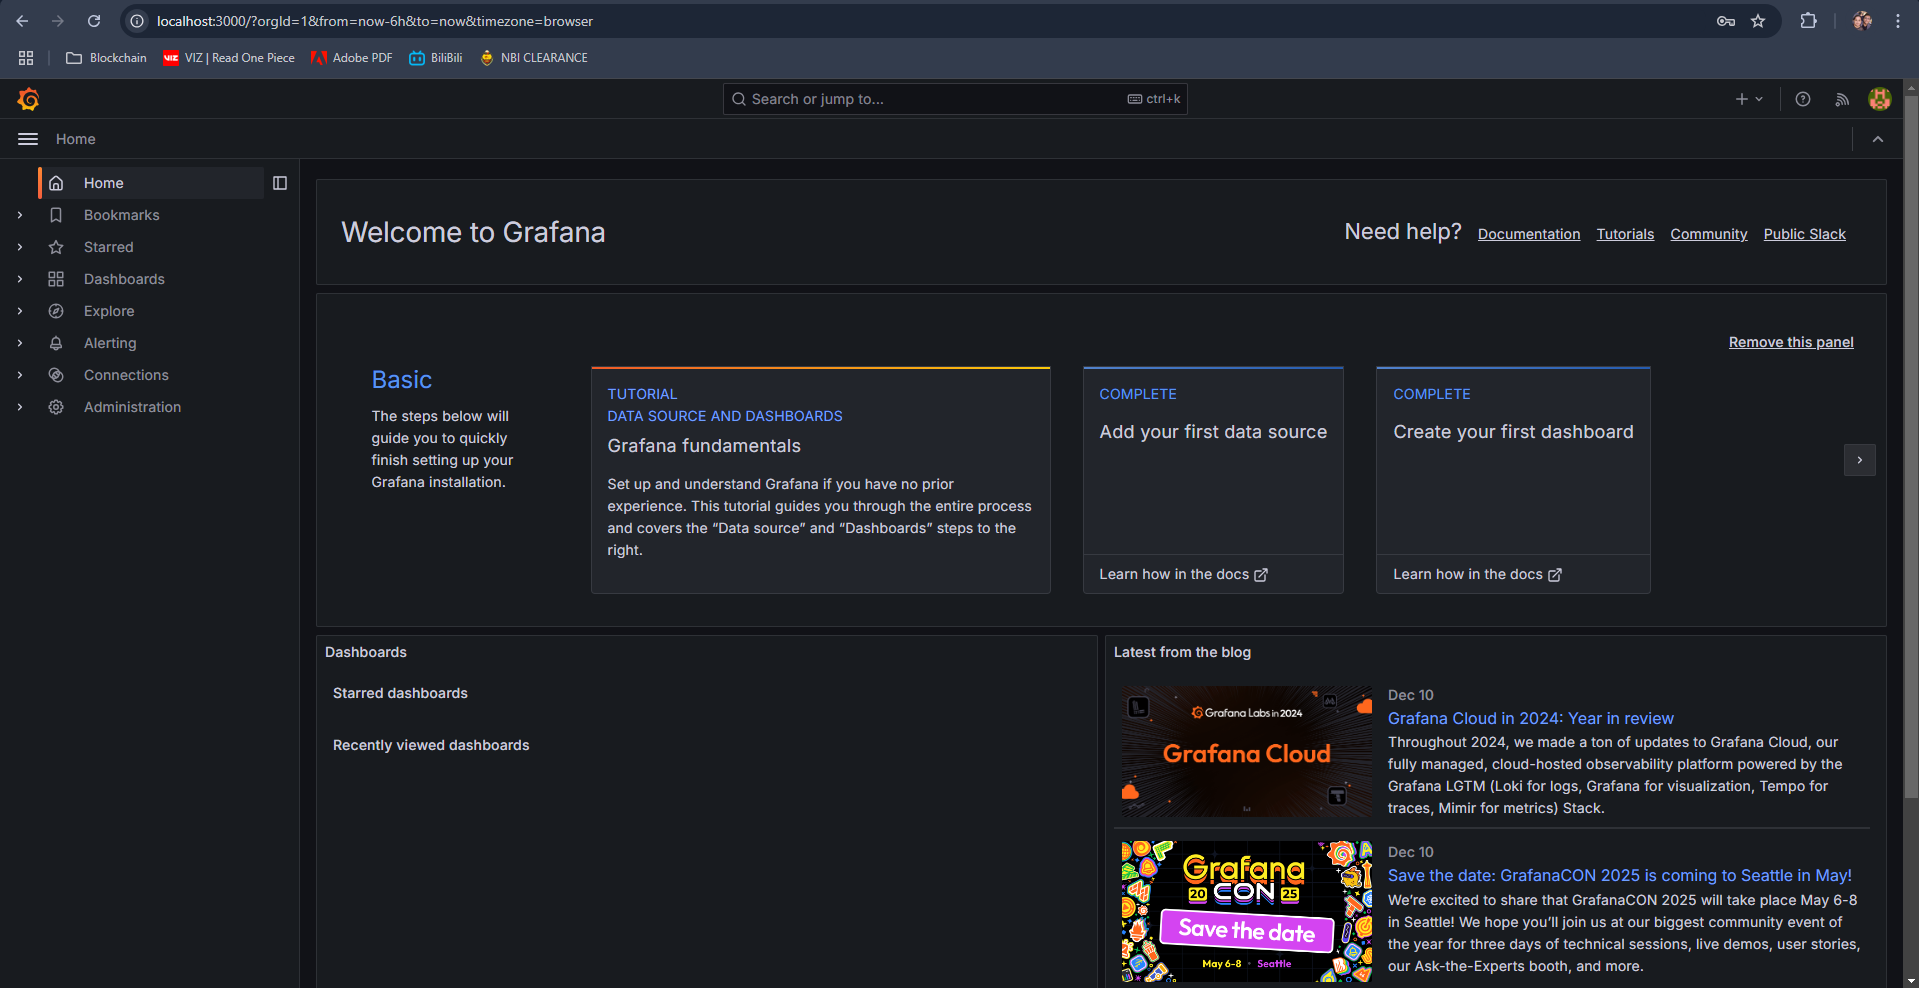 localhost:3000/?orgId=1&from=now-6h&to=now&timezone=browser
Blockchain
VIZ
VIZ | Read One Piece
Adobe PDF
BiliBili
NBI CLEARANCE
Search or jump to...
ctrl+k
Home
Home
Bookmarks
Starred
Dashboards
Explore
Alerting
Connections
Administration
Welcome to Grafana
Need help?
Documentation
Tutorials
Community
Public Slack
Remove this panel
Basic
The steps below will
guide you to quickly
finish setting up your
Grafana installation.
TUTORIAL
DATA SOURCE AND DASHBOARDS
Grafana fundamentals
Set up and understand Grafana if you have no prior
experience. This tutorial guides you through the entire process
and covers the “Data source” and “Dashboards” steps to the
right.
COMPLETE
Add your first data source
Learn how in the docs
COMPLETE
Create your first dashboard
Learn how in the docs
Dashboards
Starred dashboards
Recently viewed dashboards
Latest from the blog
Grafana Labs in 2024
Grafana Cloud
Dec 10
Grafana Cloud in 2024: Year in review
Throughout 2024, we made a ton of updates to Grafana Cloud, our
fully managed, cloud-hosted observability platform powered by the
Grafana LGTM (Loki for logs, Grafana for visualization, Tempo for
traces, Mimir for metrics) Stack.
Grafana
20 CON 25
Save the date
May 6-8 • Seattle
Dec 10
Save the date: GrafanaCON 2025 is coming to Seattle in May!
We’re excited to share that GrafanaCON 2025 will take place May 6-8
in Seattle! We hope you’ll join us at our biggest community event of
the year for three days of technical sessions, live demos, user stories,
our Ask-the-Experts booth, and more.